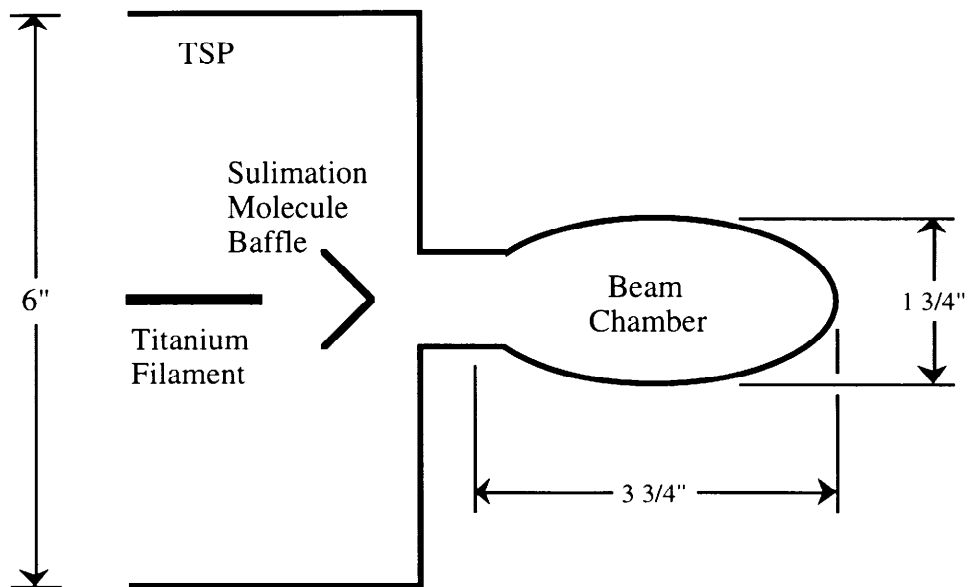 TSP
Sulimation
Molecule
Baffle
6"
Titanium
Filament
Beam
Chamber
1 3/4"
3 3/4"